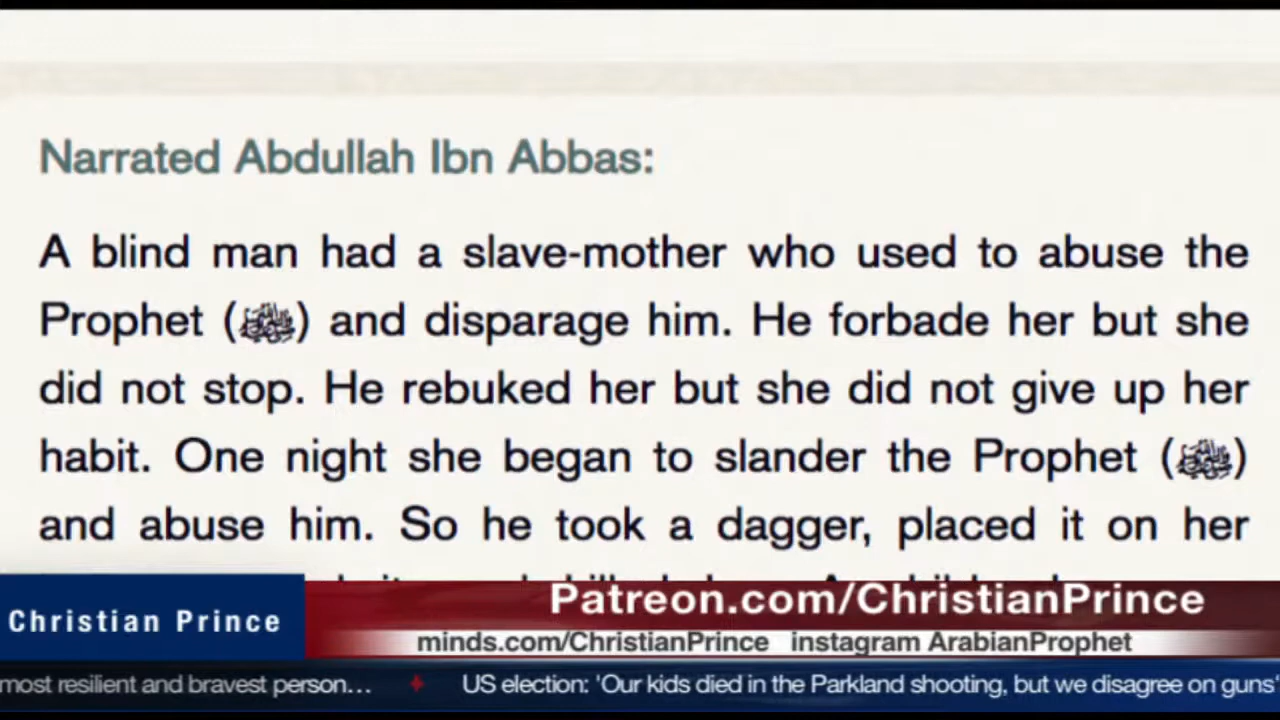 Narrated Abdullah Ibn Abbas:
A blind man had a slave-mother who used to abuse the
Prophet (ﷺ) and disparage him. He forbade her but she
did not stop. He rebuked her but she did not give up her
habit. One night she began to slander the Prophet (ﷺ)
and abuse him. So he took a dagger, placed it on her
Christian Prince
Patreon.com/ChristianPrince
minds.com/ChristianPrince instagram ArabianProphet
most resilient and bravest person... US election: 'Our kids died in the Parkland shooting, but we disagree on guns'